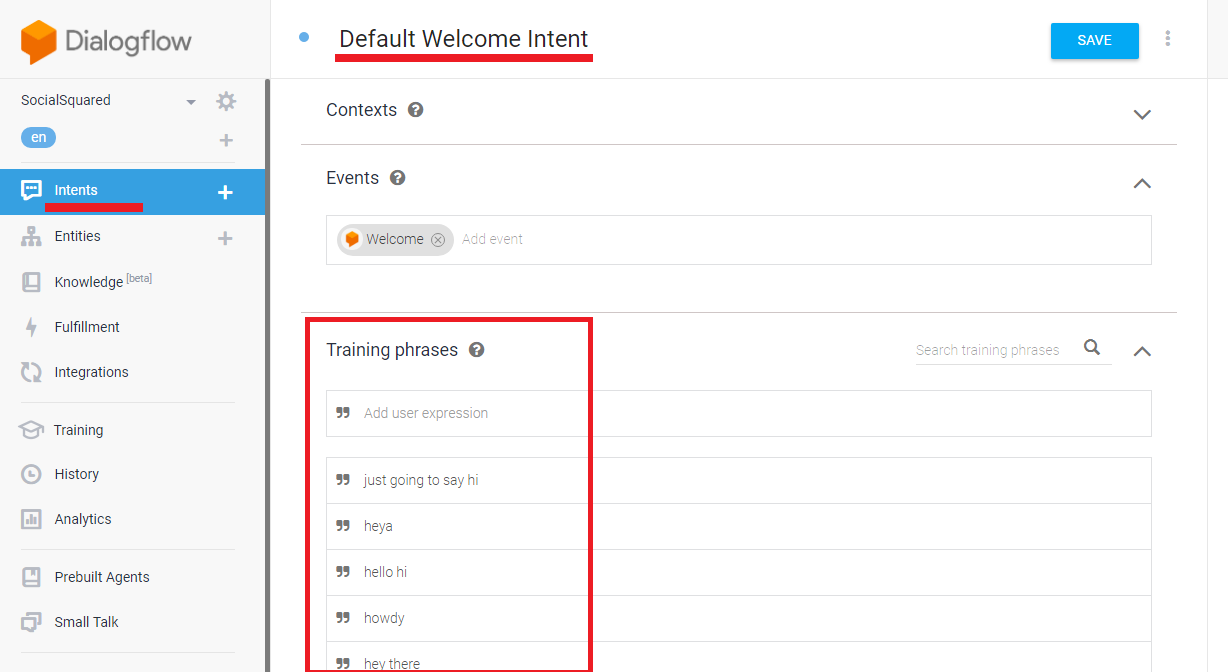 Dialogflow
SocialSquared
en
Intents
Entities
Knowledge [beta]
Fulfillment
Integrations
Training
History
Analytics
Prebuilt Agents
Small Talk
Default Welcome Intent
SAVE
Contexts
Events
Welcome Add event
Training phrases
Search training phrases
Add user expression
just going to say hi
heya
hello hi
howdy
hey there